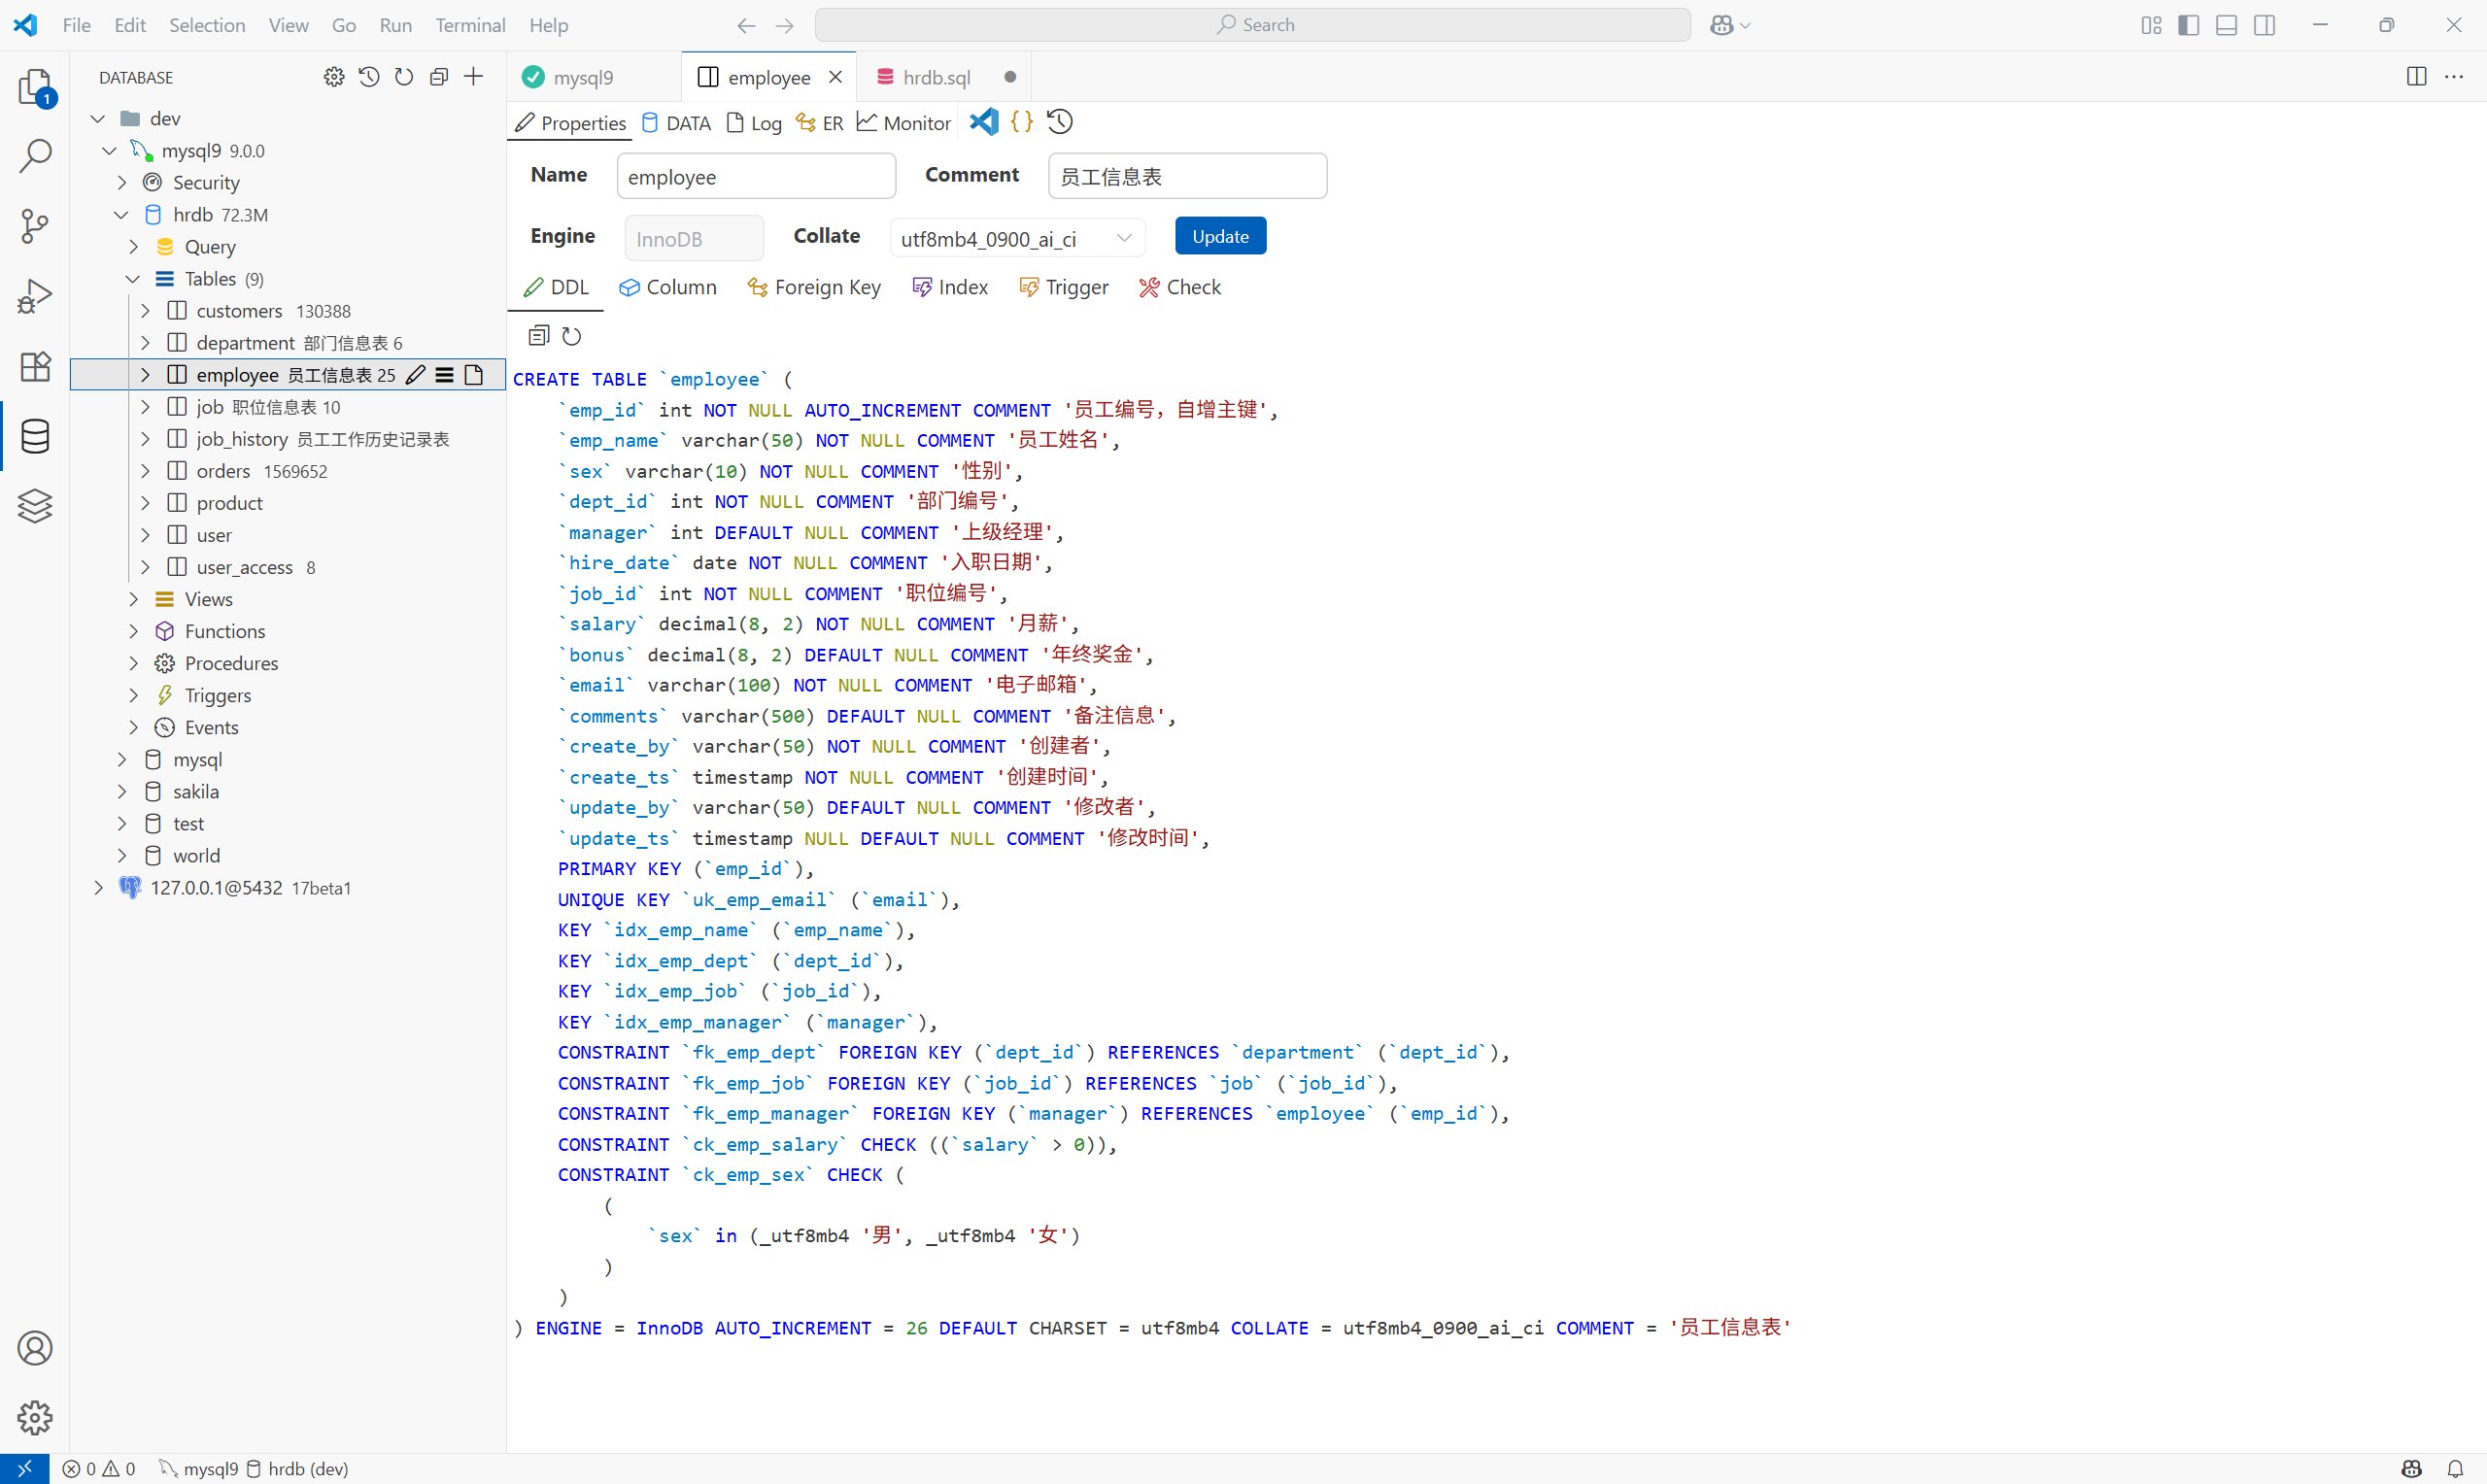 File Edit Selection View Go Run Terminal Help
Search
DATABASE
mysql9
employee
hrdb.sql
1
dev
mysql9 9.0.0
Security
hrdb 72.3M
Query
Tables (9)
customers 130388
department 部门信息表 6
employee 员工信息表 25
job 职位信息表 10
job_history 员工工作历史记录表
orders 1569652
product
user
user_access 8
Views
Functions
Procedures
Triggers
Events
mysql
sakila
test
world
127.0.0.1@5432 17beta1
Properties DATA Log ER Monitor { }
Name employee Comment 员工信息表
Engine InnoDB Collate utf8mb4_0900_ai_ci Update
DDL Column Foreign Key Index Trigger Check
CREATE TABLE `employee` (
`emp_id` int NOT NULL AUTO_INCREMENT COMMENT '员工编号，自增主键',
`emp_name` varchar(50) NOT NULL COMMENT '员工姓名',
`sex` varchar(10) NOT NULL COMMENT '性别',
`dept_id` int NOT NULL COMMENT '部门编号',
`manager` int DEFAULT NULL COMMENT '上级经理',
`hire_date` date NOT NULL COMMENT '入职日期',
`job_id` int NOT NULL COMMENT '职位编号',
`salary` decimal(8, 2) NOT NULL COMMENT '月薪',
`bonus` decimal(8, 2) DEFAULT NULL COMMENT '年终奖金',
`email` varchar(100) NOT NULL COMMENT '电子邮箱',
`comments` varchar(500) DEFAULT NULL COMMENT '备注信息',
`create_by` varchar(50) NOT NULL COMMENT '创建者',
`create_ts` timestamp NOT NULL COMMENT '创建时间',
`update_by` varchar(50) DEFAULT NULL COMMENT '修改者',
`update_ts` timestamp NULL DEFAULT NULL COMMENT '修改时间',
PRIMARY KEY (`emp_id`),
UNIQUE KEY `uk_emp_email` (`email`),
KEY `idx_emp_name` (`emp_name`),
KEY `idx_emp_dept` (`dept_id`),
KEY `idx_emp_job` (`job_id`),
KEY `idx_emp_manager` (`manager`),
CONSTRAINT `fk_emp_dept` FOREIGN KEY (`dept_id`) REFERENCES `department` (`dept_id`),
CONSTRAINT `fk_emp_job` FOREIGN KEY (`job_id`) REFERENCES `job` (`job_id`),
CONSTRAINT `fk_emp_manager` FOREIGN KEY (`manager`) REFERENCES `employee` (`emp_id`),
CONSTRAINT `ck_emp_salary` CHECK ((`salary` > 0)),
CONSTRAINT `ck_emp_sex` CHECK (
(
`sex` in (_utf8mb4 '男', _utf8mb4 '女')
)
)
) ENGINE = InnoDB AUTO_INCREMENT = 26 DEFAULT CHARSET = utf8mb4 COLLATE = utf8mb4_0900_ai_ci COMMENT = '员工信息表'
0 0 mysql9 hrdb (dev)